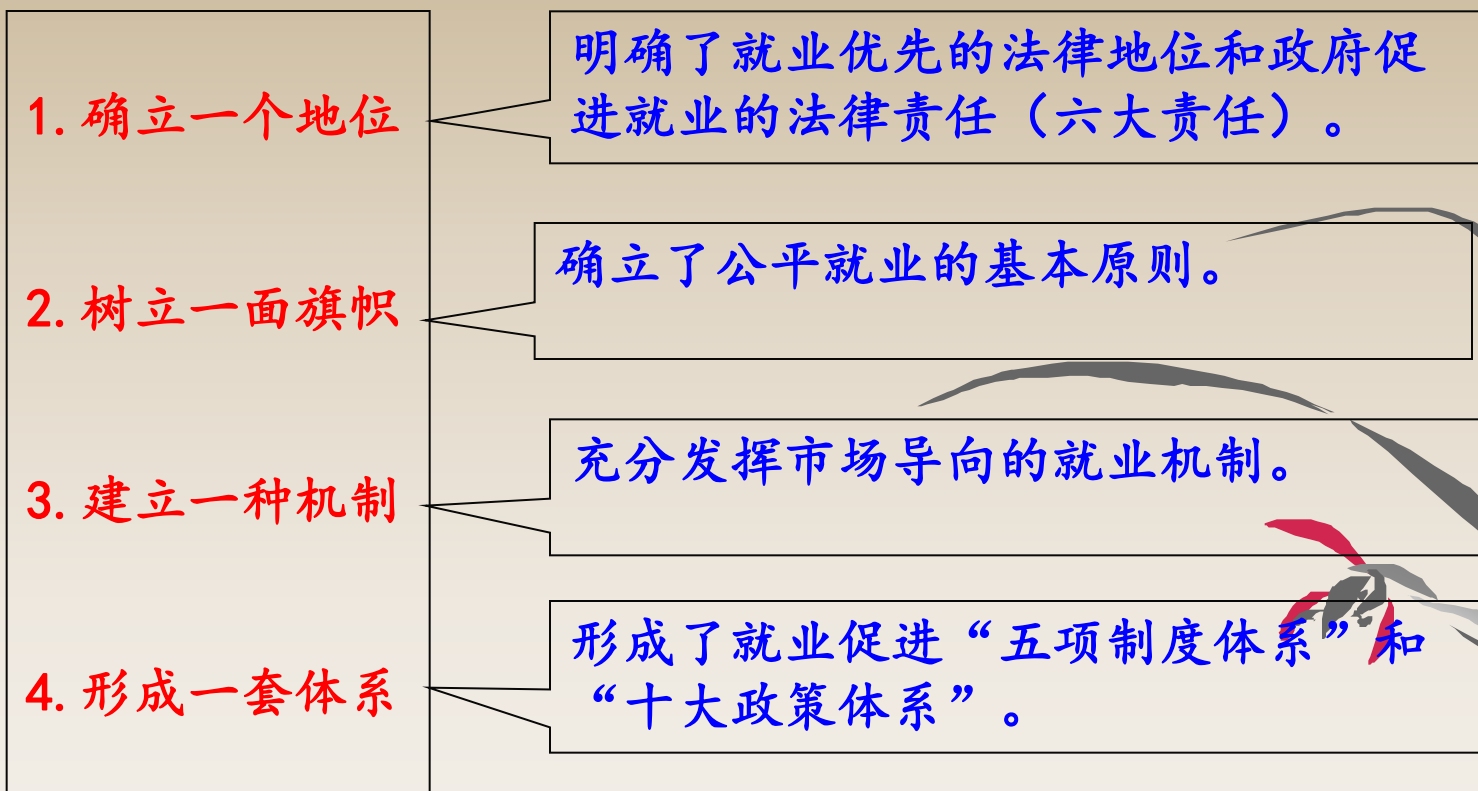 1.确立一个地位
明确了就业优先的法律地位和政府促
进就业的法律责任（六大责任）。
2.树立一面旗帜
确立了公平就业的基本原则。
3.建立一种机制
充分发挥市场导向的就业机制。
4.形成一套体系
形成了就业促进“五项制度体系”和
“十大政策体系”。